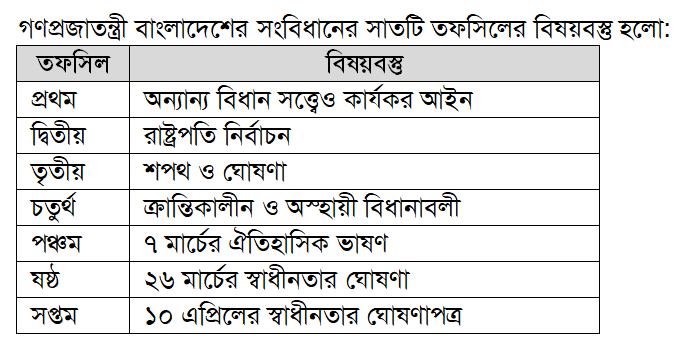 গণপ্রজাতন্ত্রী বাংলাদেশের সংবিধানের সাতটি তফসিলের বিষয়বস্তু হলো:
তফসিল বিষয়বস্তু
প্রথম অন্যান্য বিধান সত্ত্বেও কার্যকর আইন
দ্বিতীয় রাষ্ট্রপতি নির্বাচন
তৃতীয় শপথ ও ঘোষণা
চতুর্থ ক্রান্তিকালীন ও অস্হায়ী বিধানাবলী
পঞ্চম ৭ মার্চের ঐতিহাসিক ভাষণ
ষষ্ঠ ২৬ মার্চের স্বাধীনতার ঘোষণা
সপ্তম ১০ এপ্রিলের স্বাধীনতার ঘোষণাপত্র